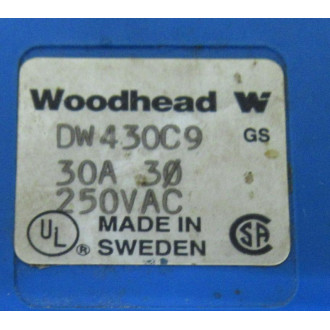 Woodhead W
DW430C9 GS
30A 3Ø
250VAC
UL ® MADE IN SWEDEN SA